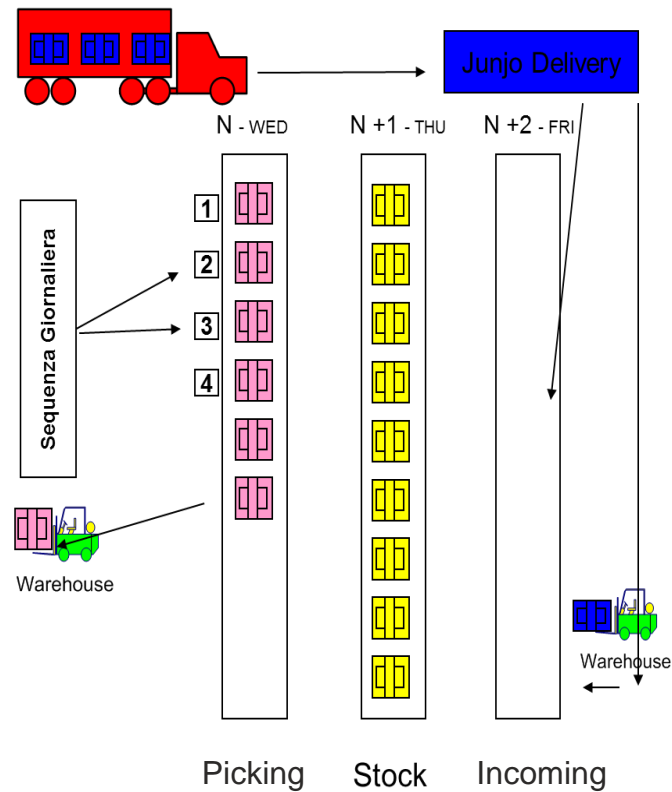 Junjo Delivery
N - WED
N +1 - THU
N +2 - FRI
1
2
3
4
Sequenza Giornaliera
Warehouse
Warehouse
Picking
Stock
Incoming